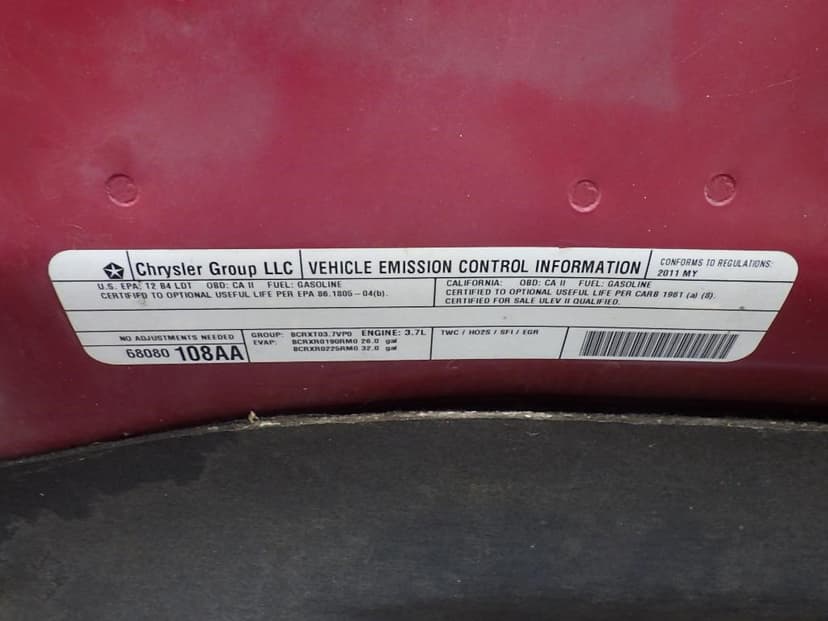 Chrysler Group LLC VEHICLE EMISSION CONTROL INFORMATION CONFORMS TO REGULATIONS:
2011 MY
U.S. EPA: T2 B4 LDT OBD: CA II FUEL: GASOLINE
CERTIFIED TO OPTIONAL USEFUL LIFE PER EPA 86.1805-04(b).
CALIFORNIA: OBD: CA II FUEL: GASOLINE
CERTIFIED TO OPTIONAL USEFUL LIFE PER CARB 1961 (a) (8).
CERTIFIED FOR SALE ULEV II QUALIFIED.
NO ADJUSTMENTS NEEDED
68080 108AA
GROUP: BCRXT03.7VP0 ENGINE: 3.7L
EVAP: BCRXR0190RM0 26.0 gal
BCRXR0225RM0 32.0 gal
TWC / HO2S / SFI / EGR